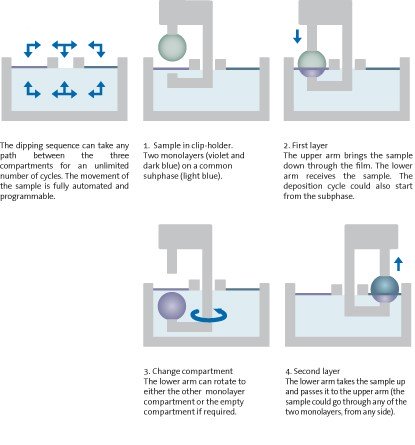 The dipping sequence can take any
path between the three
compartments for an unlimited
number of cycles. The movement of
the sample is fully automated and
programmable.
1. Sample in clip-holder.
Two monolayers (violet and
dark blue) on a common
subphase (light blue).
2. First layer
The upper arm brings the sample
down through the film. The lower
arm receives the sample. The
deposition cycle could also start
from the subphase.
3. Change compartment
The lower arm can rotate to
either the other monolayer
compartment or the empty
compartment if required.
4. Second layer
The lower arm takes the sample up
and passes it to the upper arm (the
sample could go through any of the
two monolayers, from any side).